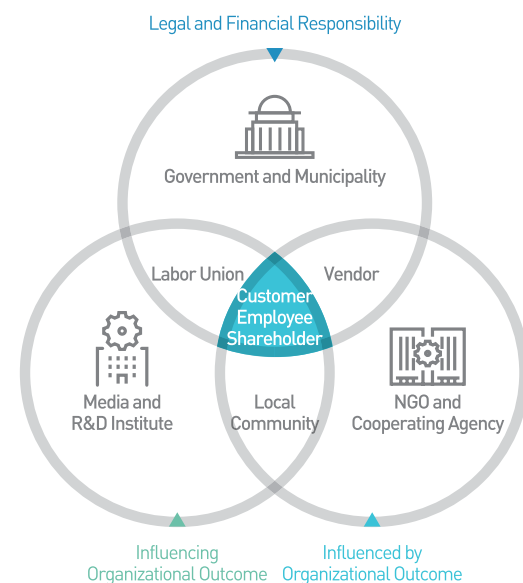 Legal and Financial Responsibility
Government and Municipality
Labor Union
Vendor
Customer
Employee
Shareholder
Media and
R&D Institute
Local
Community
NGO and
Cooperating Agency
Influencing
Organizational Outcome
Influenced by
Organizational Outcome